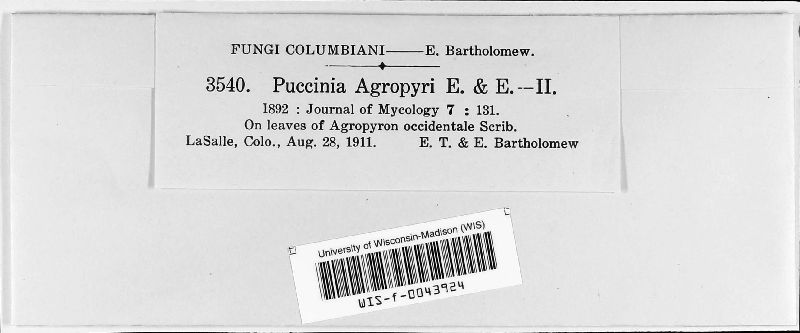 FUNGI COLUMBIANI—E. Bartholomew.
3540. Puccinia Agropyri E. & E.--II.
1892 : Journal of Mycology 7 : 131.
On leaves of Agropyron occidentale Scrib.
LaSalle, Colo., Aug. 28, 1911. E. T. & E. Bartholomew
University of Wisconsin-Madison (WIS)
WIS-f-0043924